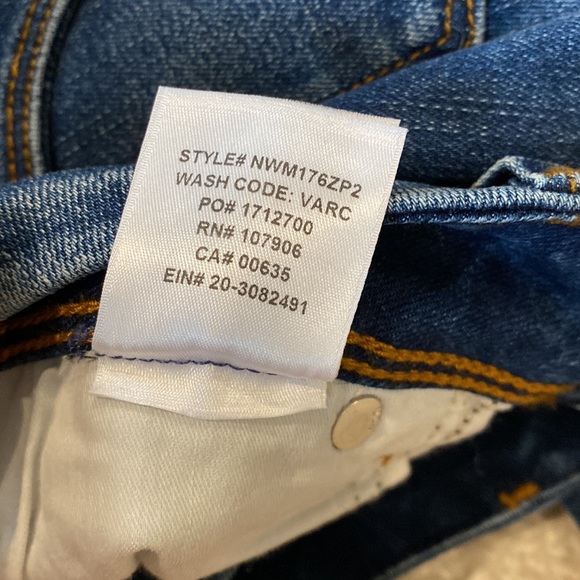 STYLE# NWM176ZP2
WASH CODE: VARC
PO# 1712700
RN# 107906
CA# 00635
EIN# 20-3082491